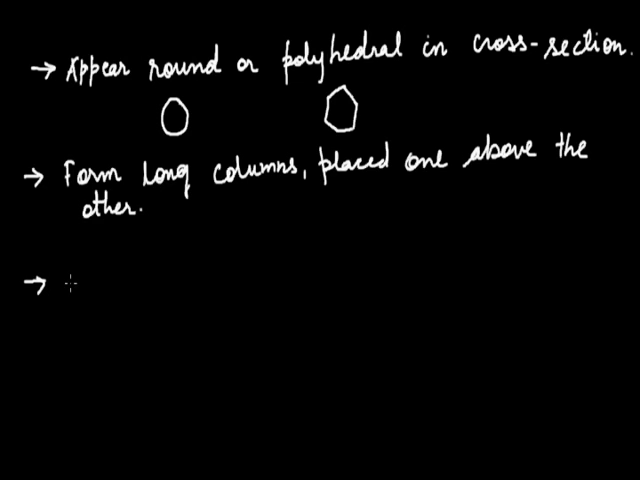 → Appear round or polyhedral in cross-section.
→ Form long columns, placed one above the
other.
→